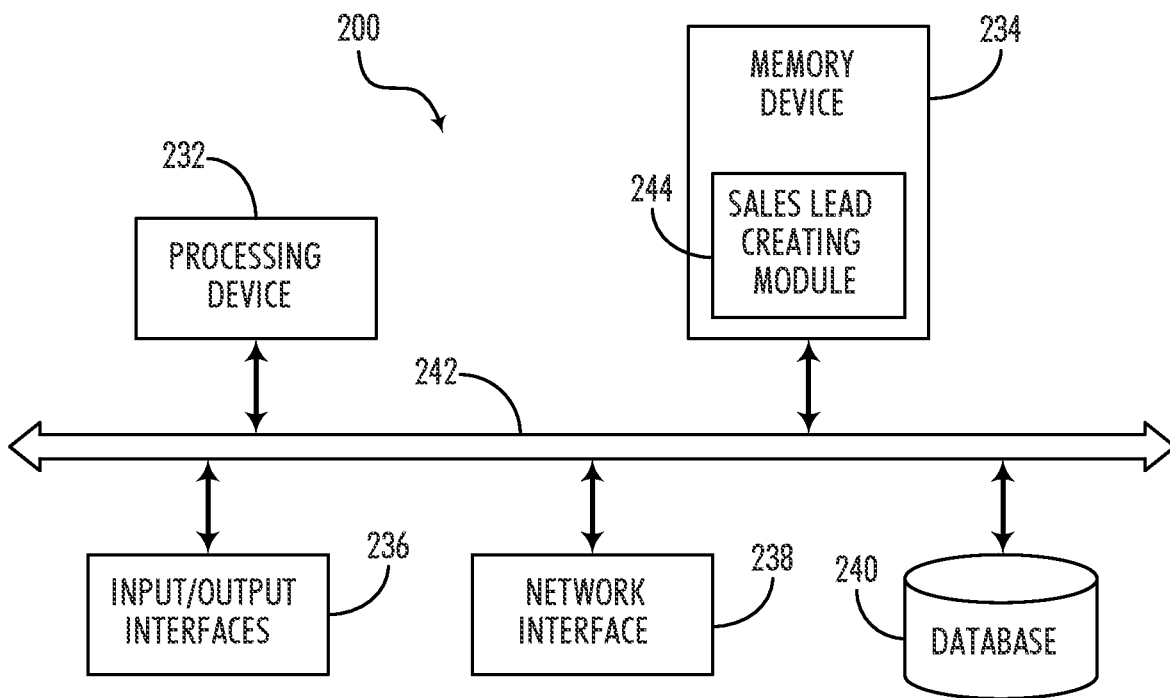 200
234
MEMORY
DEVICE
232
244
SALES LEAD
CREATING
MODULE
PROCESSING
DEVICE
242
236
238
240
INPUT/OUTPUT
INTERFACES
NETWORK
INTERFACE
DATABASE